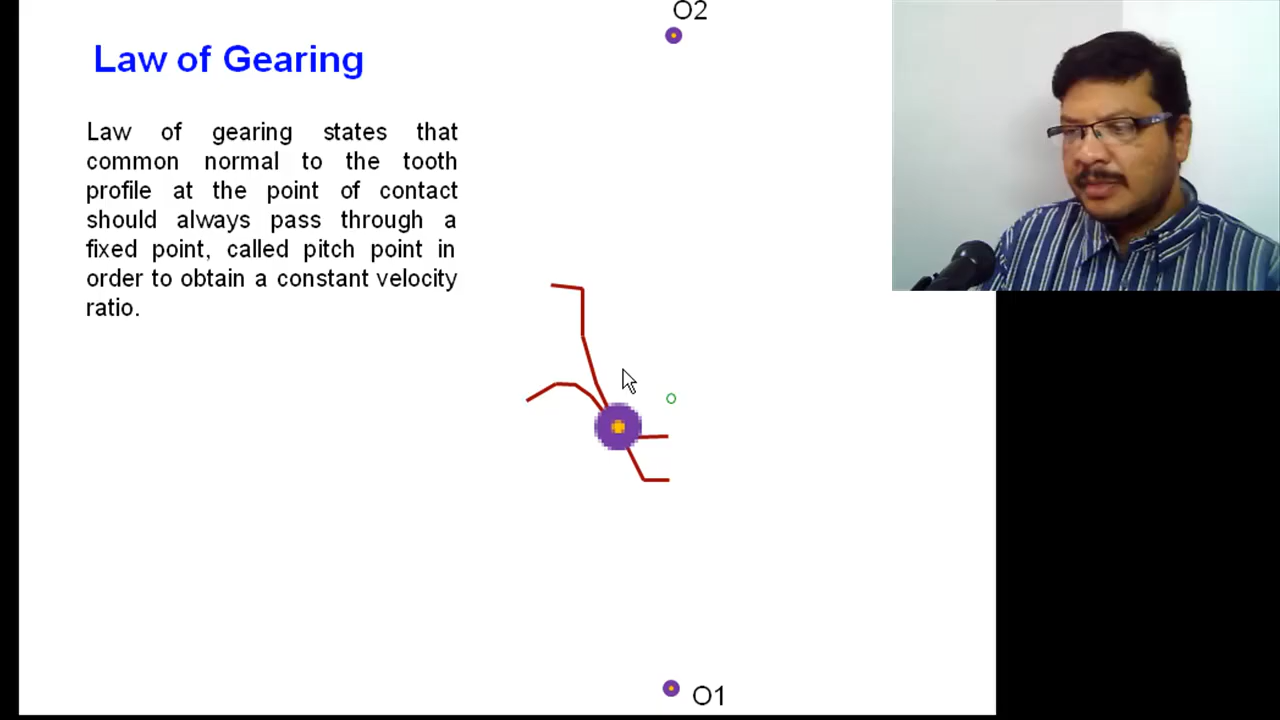 O2
Law of Gearing
Law of gearing states that
common normal to the tooth
profile at the point of contact
should always pass through a
fixed point, called pitch point in
order to obtain a constant velocity
ratio.
O1